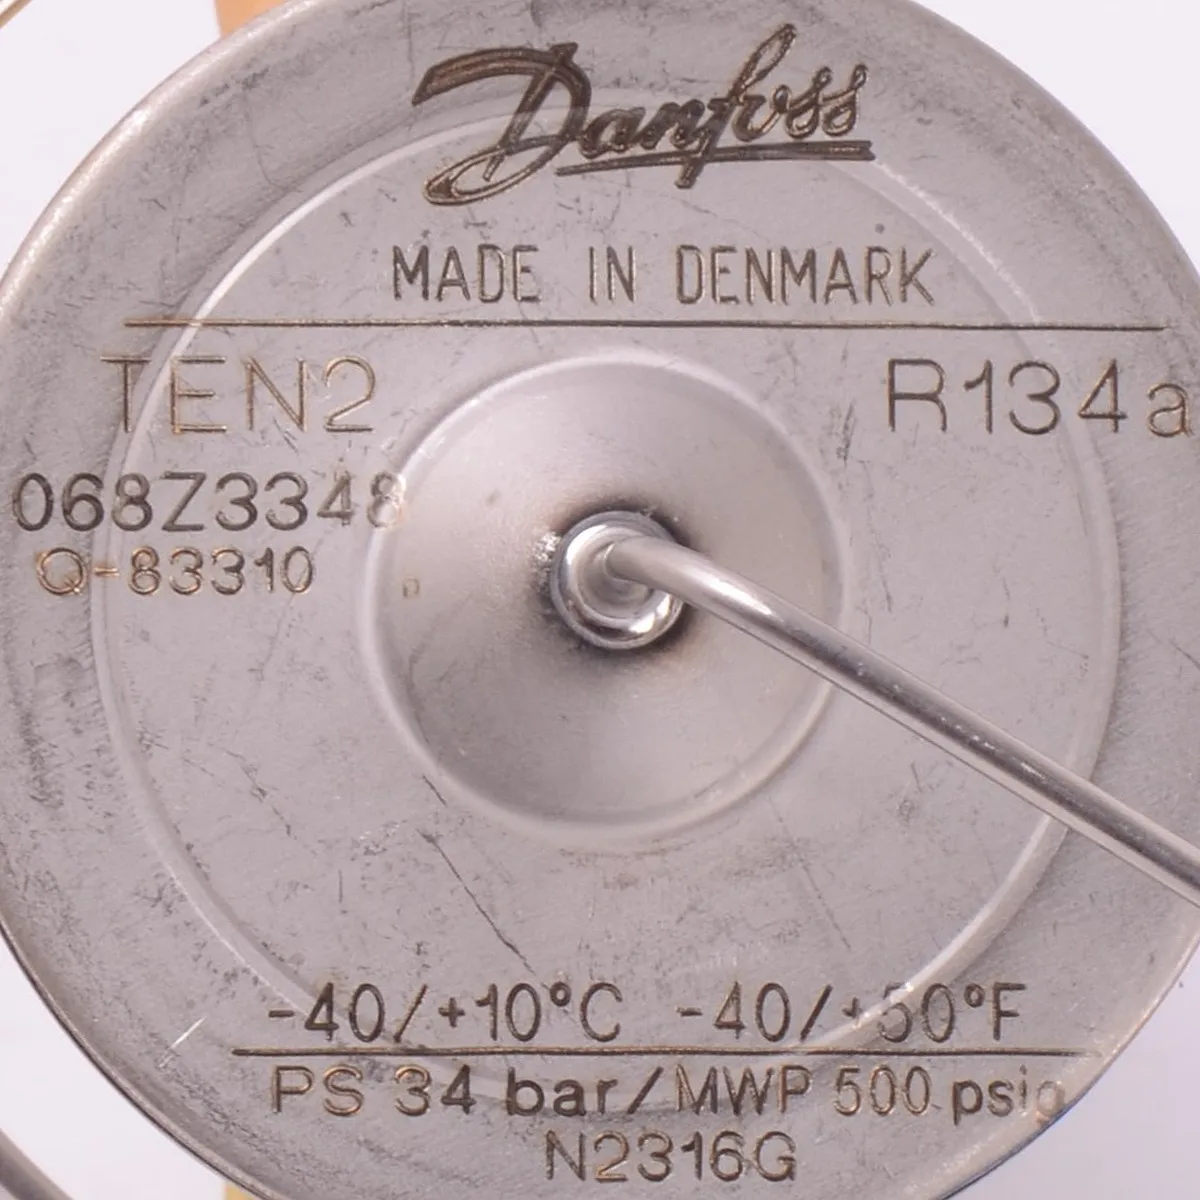 Danfoss
MADE IN DENMARK
TEN2 R134a
068Z3348
Q-83310
-40/+10°C -40/+50°F
PS 34 bar/MWP 500 psig
N2316G